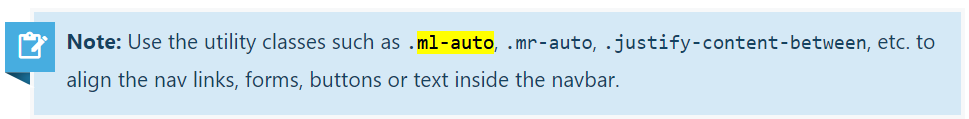 Note: Use the utility classes such as .ml-auto, .mr-auto, .justify-content-between, etc. to
align the nav links, forms, buttons or text inside the navbar.